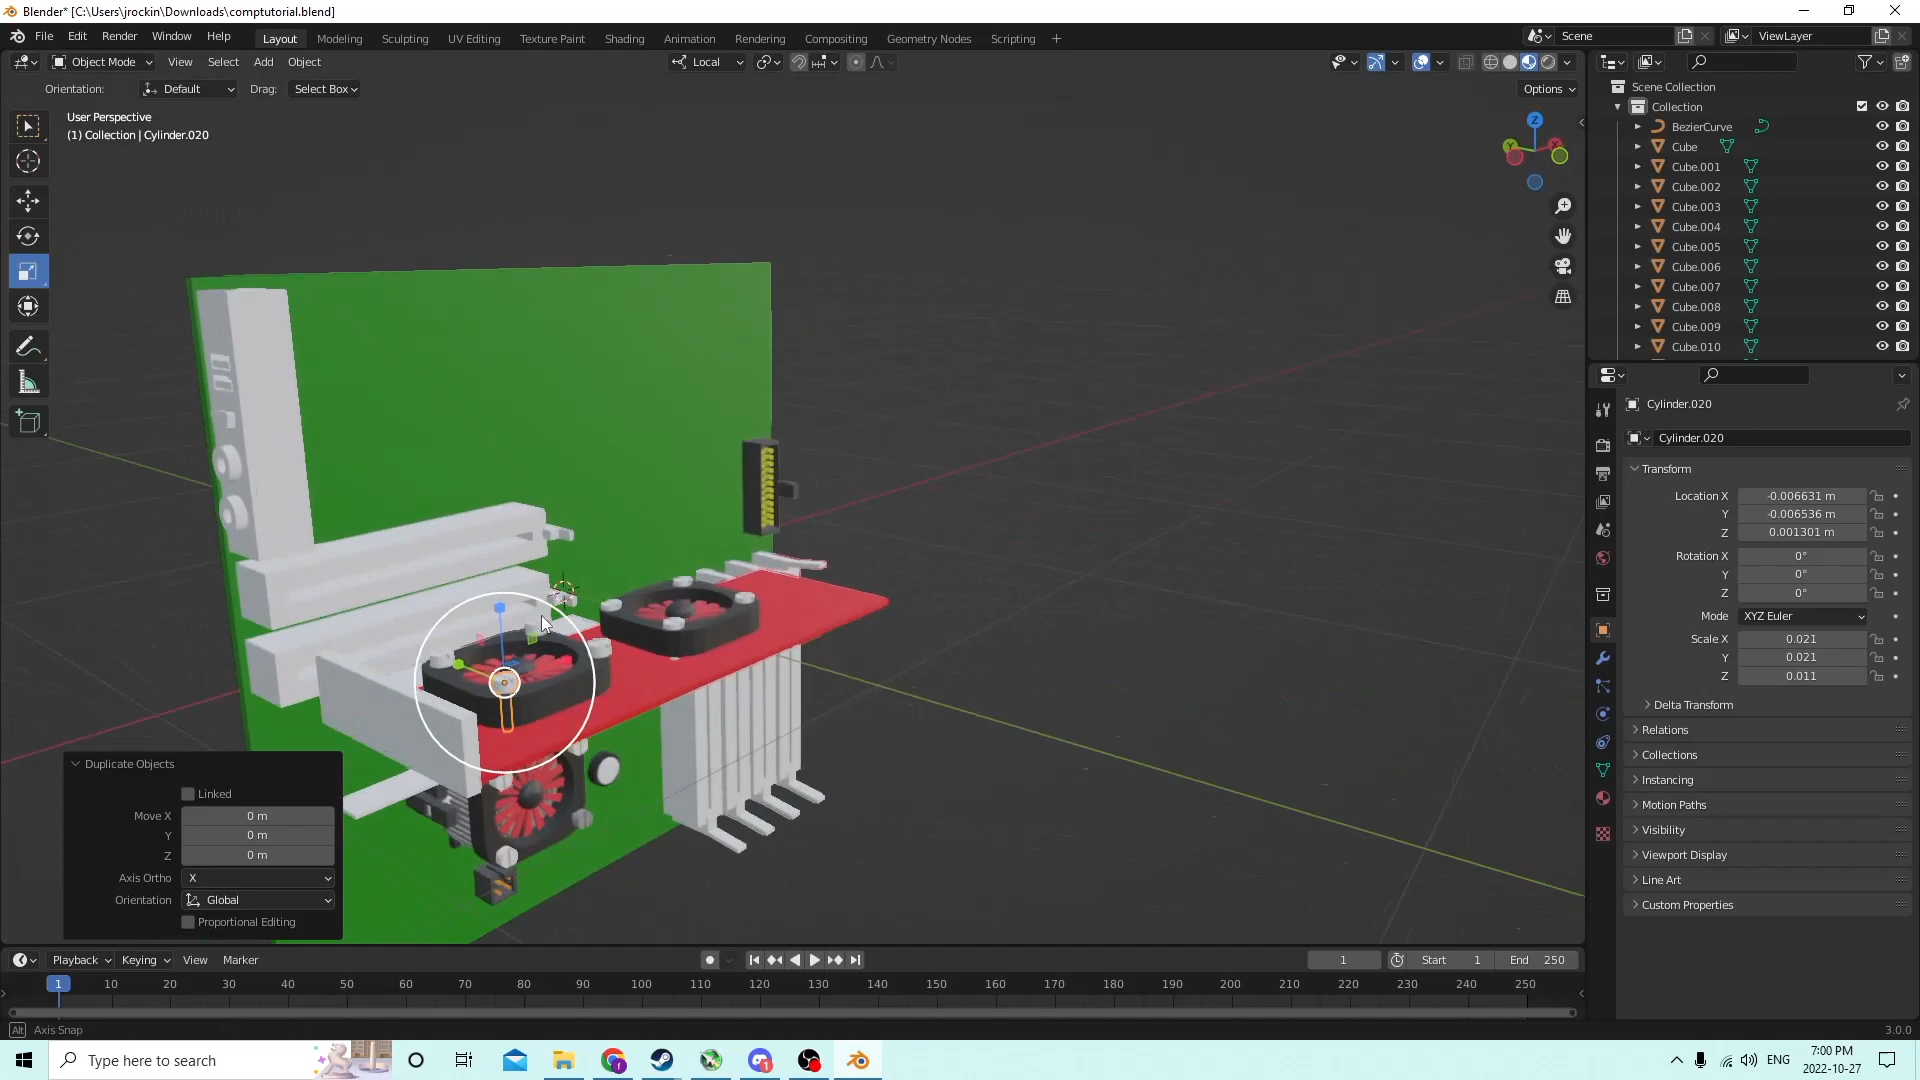 Blender* [C:\Users\jrockin\Downloads\comptutorial.blend]
File Edit Render Window Help
Layout Modeling Sculpting UV Editing Texture Paint Shading Animation Rendering Compositing Geometry Nodes Scripting +
Scene
ViewLayer
Object Mode View Select Add Object
Local
Orientation: Default Drag: Select Box
Options
User Perspective
(1) Collection | Cylinder.020
Z
Y
X
Scene Collection
Collection
BezierCurve
Cube
Cube.001
Cube.002
Cube.003
Cube.004
Cube.005
Cube.006
Cube.007
Cube.008
Cube.009
Cube.010
Cylinder.020
Cylinder.020
Transform
Location X -0.006631 m
Y -0.006536 m
Z 0.001301 m
Rotation X 0°
Y 0°
Z 0°
Mode XYZ Euler
Scale X 0.021
Y 0.021
Z 0.011
Delta Transform
Relations
Collections
Instancing
Motion Paths
Visibility
Viewport Display
Line Art
Custom Properties
Duplicate Objects
Linked
Move X 0 m
Y 0 m
Z 0 m
Axis Ortho X
Orientation Global
Proportional Editing
Playback Keying View Marker
1 Start 1 End 250
1 10 20 30 40 50 60 70 80 90 100 110 120 130 140 150 160 170 180 190 200 210 220 230 240 250
Alt Axis Snap
3.0.0
Type here to search
ENG
7:00 PM
2022-10-27